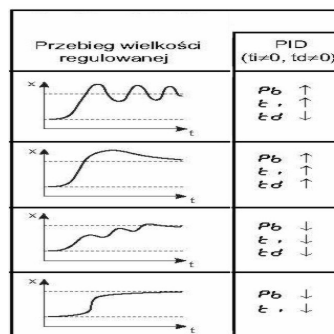 Przebieg wielkości
regulowanej
PID
(ti≠0, td≠0)
x
t
Pb ↑
ti ↑
td ↓
x
t
Pb ↑
ti ↑
td ↑
x
t
Pb ↓
ti ↓
td ↓
x
t
Pb ↓
ti ↓